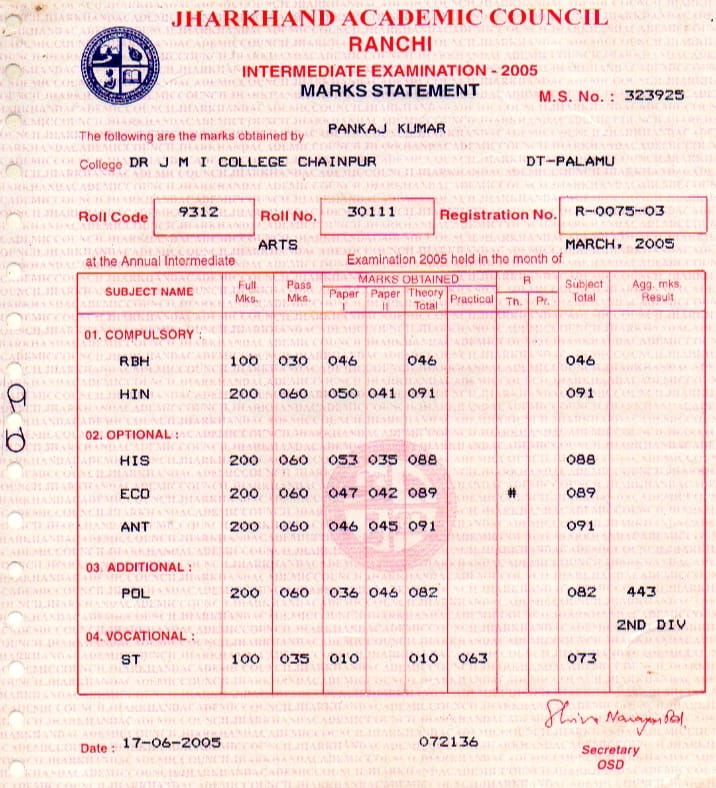 JHARKHAND ACADEMIC COUNCIL
RANCHI
INTERMEDIATE EXAMINATION - 2005
MARKS STATEMENT
M.S. No. : 323925
The following are the marks obtained by PANKAJ KUMAR
College DR J M I COLLEGE CHAINPUR DT-PALAMU
Roll Code 9312 Roll No. 30111 Registration No. R-0075-03
ARTS MARCH, 2005
at the Annual Intermediate Examination 2005 held in the month of
SUBJECT NAME Full Mks. Pass Mks. MARKS OBTAINED R Subject Total Agg. mks. Result
Paper I Paper II Theory Total Practical Th. Pr.
01. COMPULSORY :
RBH 100 030 046 046 046
HIN 200 060 050 041 091 091
02. OPTIONAL :
HIS 200 060 053 035 088 088
ECO 200 060 047 042 089 # 089
ANT 200 060 046 045 091 091
03. ADDITIONAL :
POL 200 060 036 046 082 082 443
2ND DIV
04. VOCATIONAL :
ST 100 035 010 010 063 073
Date : 17-06-2005 072136
Secretary
OSD